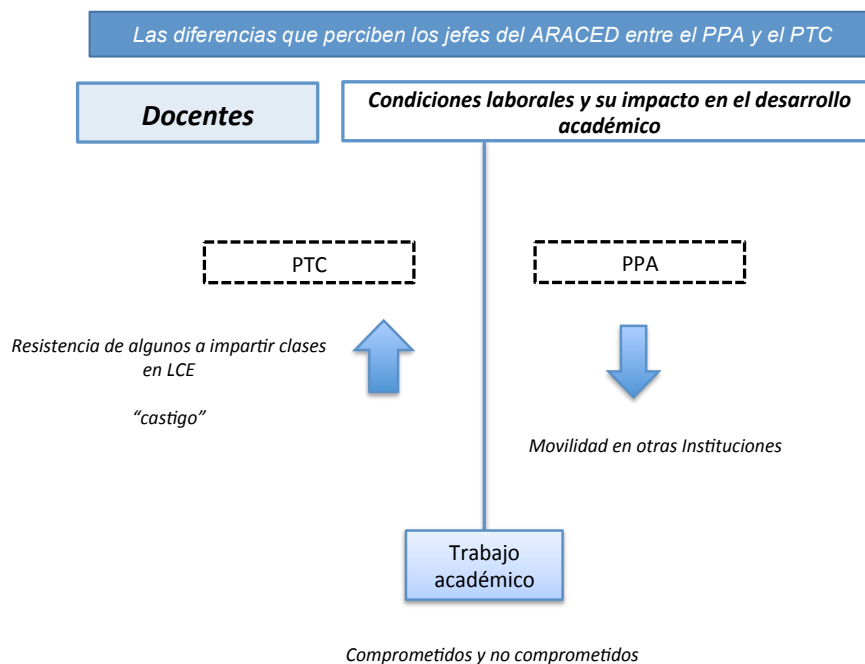 Las diferencias que perciben los jefes del ARACED entre el PPA y el PTC
Docentes
Condiciones laborales y su impacto en el desarrollo
académico
PTC
PPA
Resistencia de algunos a impartir clases
en LCE
“castigo”
Movilidad en otras Instituciones
Trabajo
académico
Comprometidos y no comprometidos